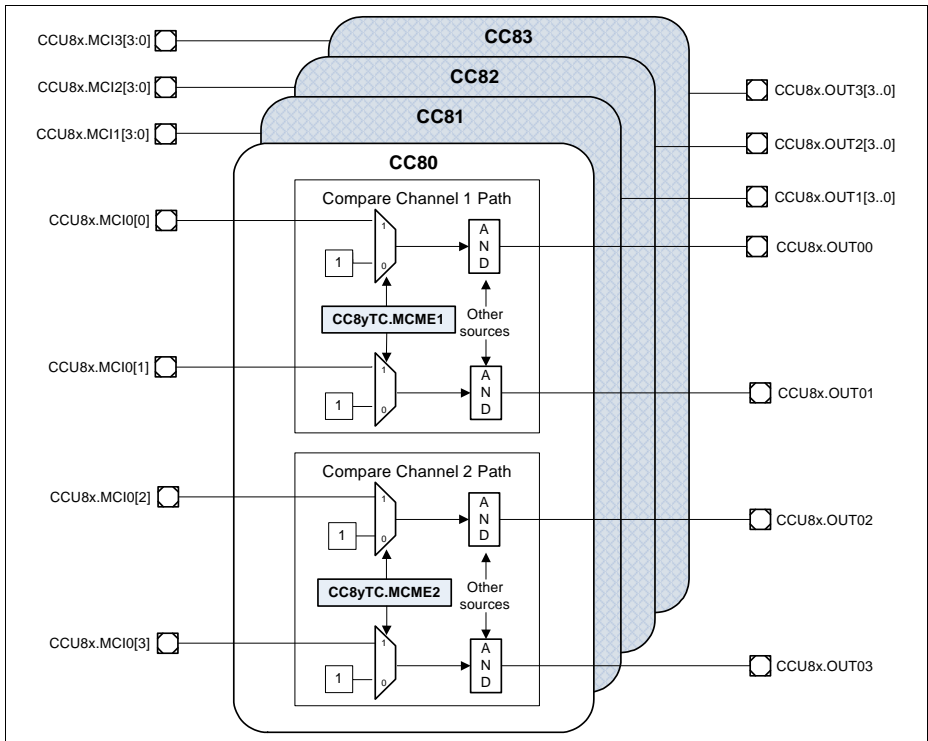 CC83
CCU8x.MCI3[3:0]
CC82
CCU8x.MCI2[3:0]
CCU8x.OUT3[3..0]
CC81
CCU8x.MCI1[3:0]
CCU8x.OUT2[3..0]
CC80
Compare Channel 1 Path
CCU8x.OUT1[3..0]
CCU8x.MCI0[0]
1
A
N
D
CCU8x.OUT00
1
0
CC8yTC.MCME1
Other
sources
CCU8x.MCI0[1]
1
A
N
D
CCU8x.OUT01
1
0
Compare Channel 2 Path
CCU8x.MCI0[2]
1
A
N
D
CCU8x.OUT02
1
0
CC8yTC.MCME2
Other
sources
CCU8x.MCI0[3]
1
A
N
D
CCU8x.OUT03
1
0